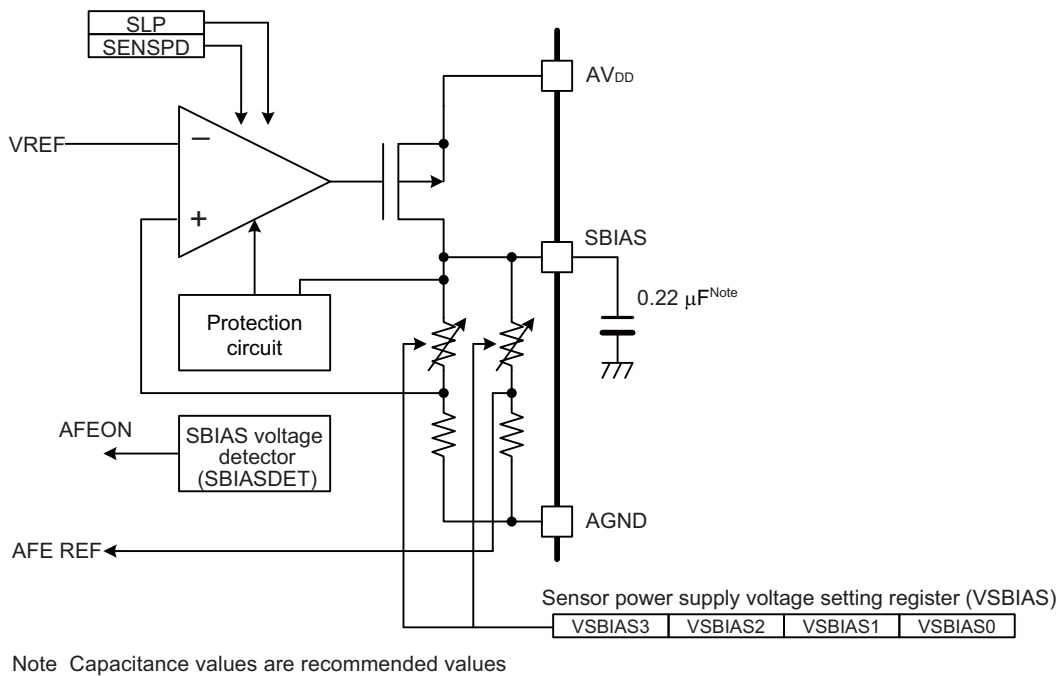 SLP
SENSPD
AVDD
VREF
−
+
SBIAS
0.22 μFNote
Protection
circuit
AFEON
SBIAS voltage
detector
(SBIASDET)
AGND
AFE REF
Sensor power supply voltage setting register (VSBIAS)
VSBIAS3 VSBIAS2 VSBIAS1 VSBIAS0
Note Capacitance values are recommended values